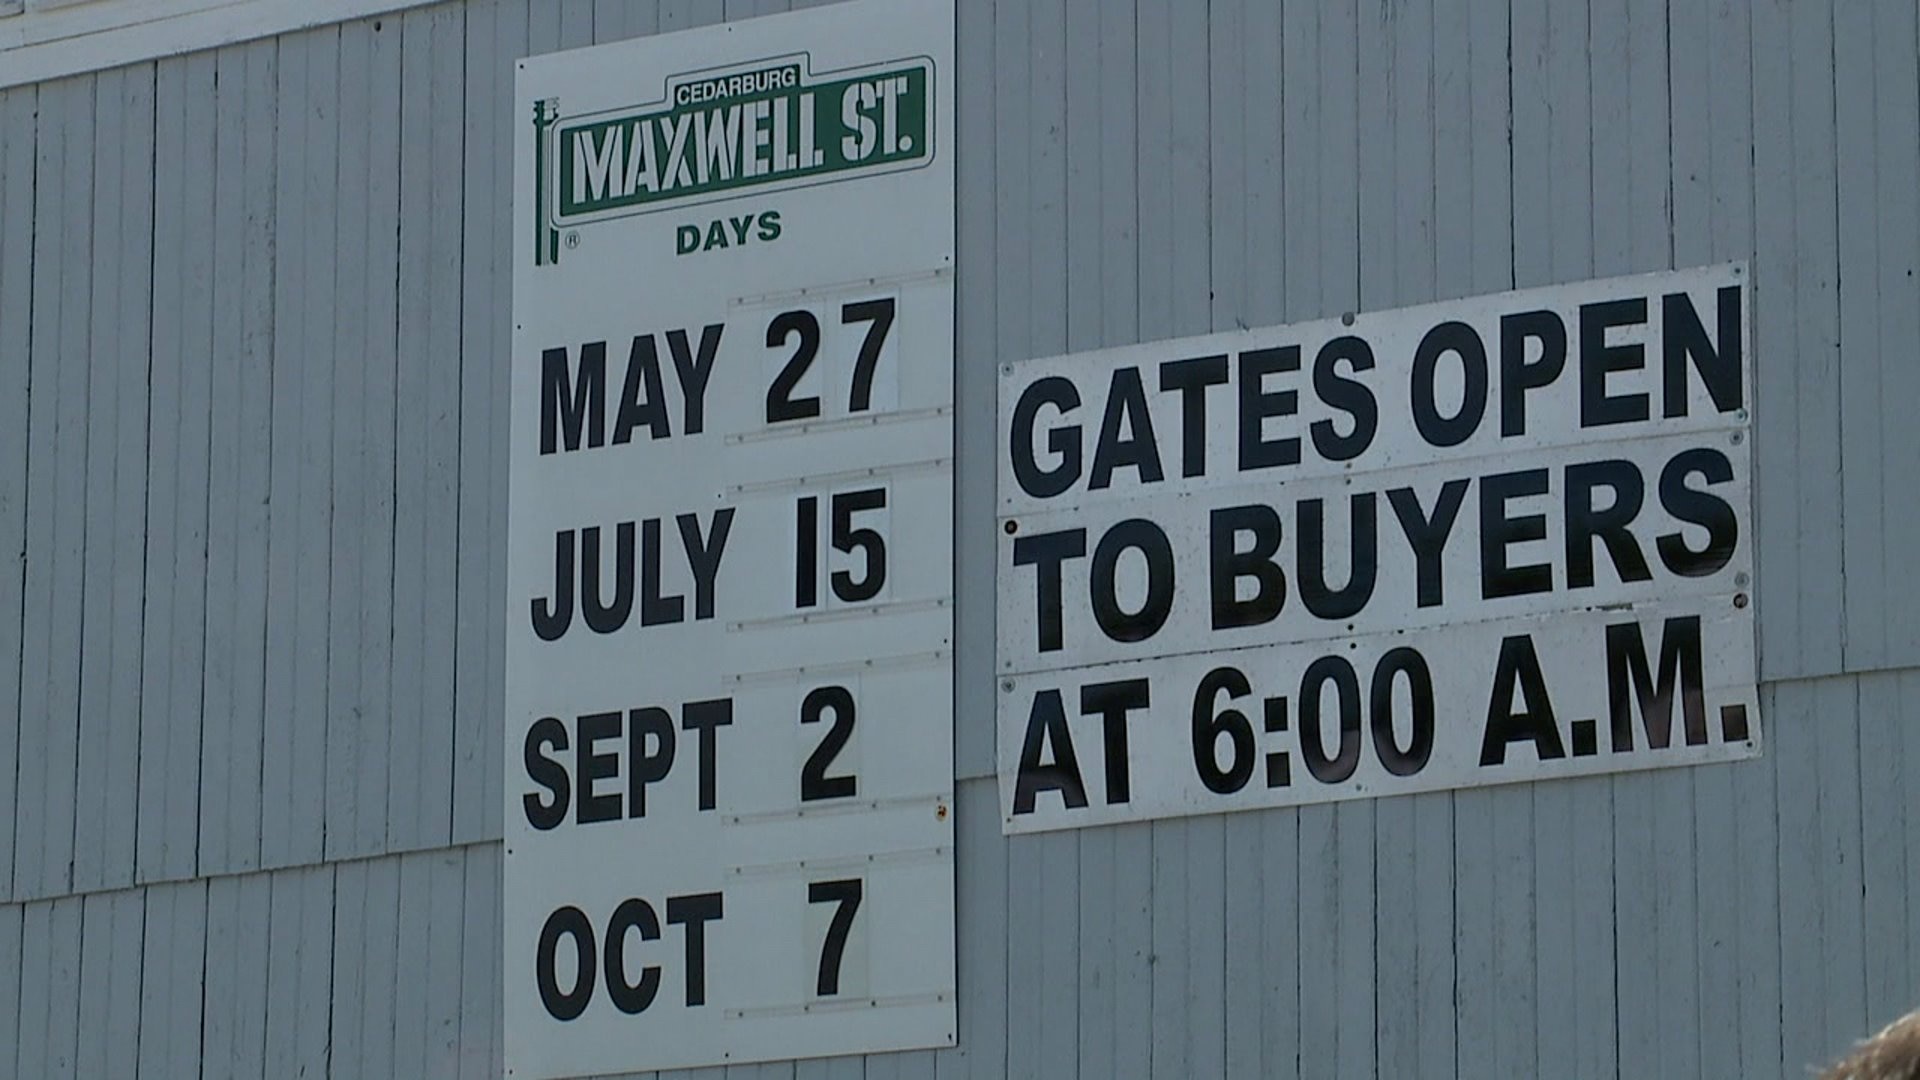 CEDARBURG
MAXWELL ST.
®
DAYS
MAY 27
JULY 15
SEPT 2
OCT 7
GATES OPEN
TO BUYERS
AT 6:00 A.M.